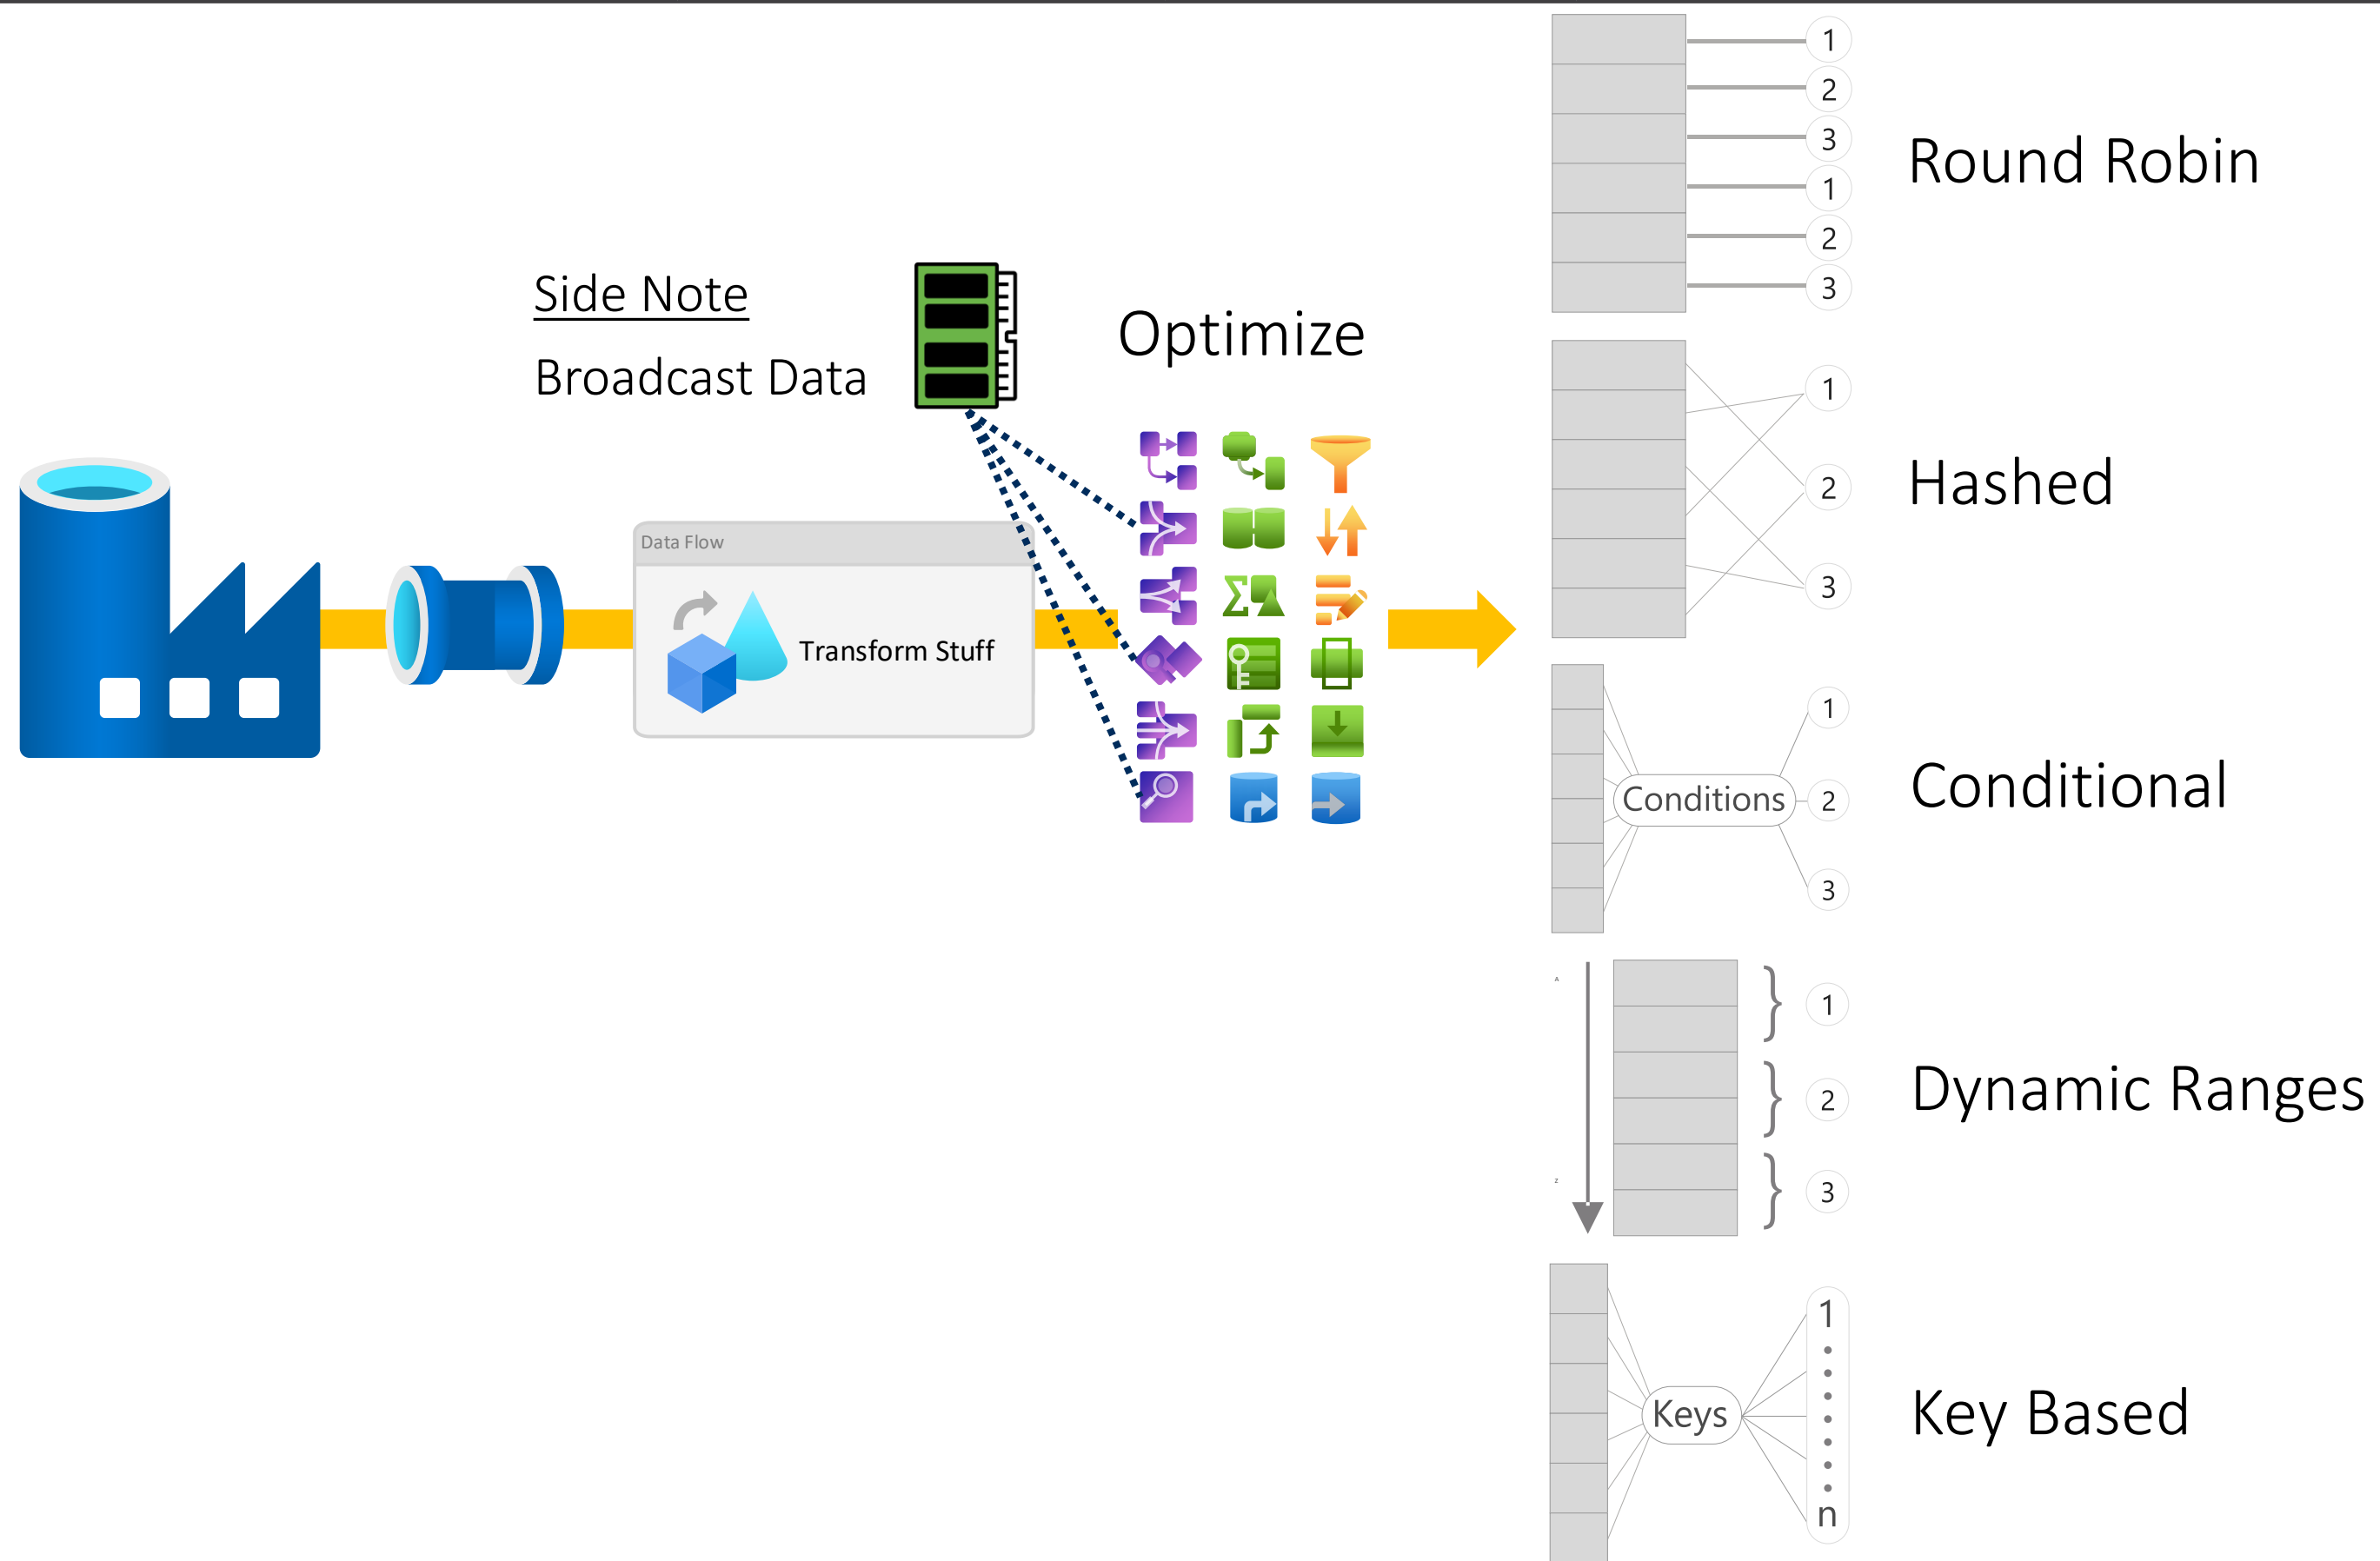 Side Note
Broadcast Data
Optimize
Data Flow
Transform Stuff
1
2
3
1
2
3
Round Robin
1
2
3
Hashed
Conditions
1
2
3
Conditional
A
Z
1
2
3
Dynamic Ranges
Keys
1
n
Key Based